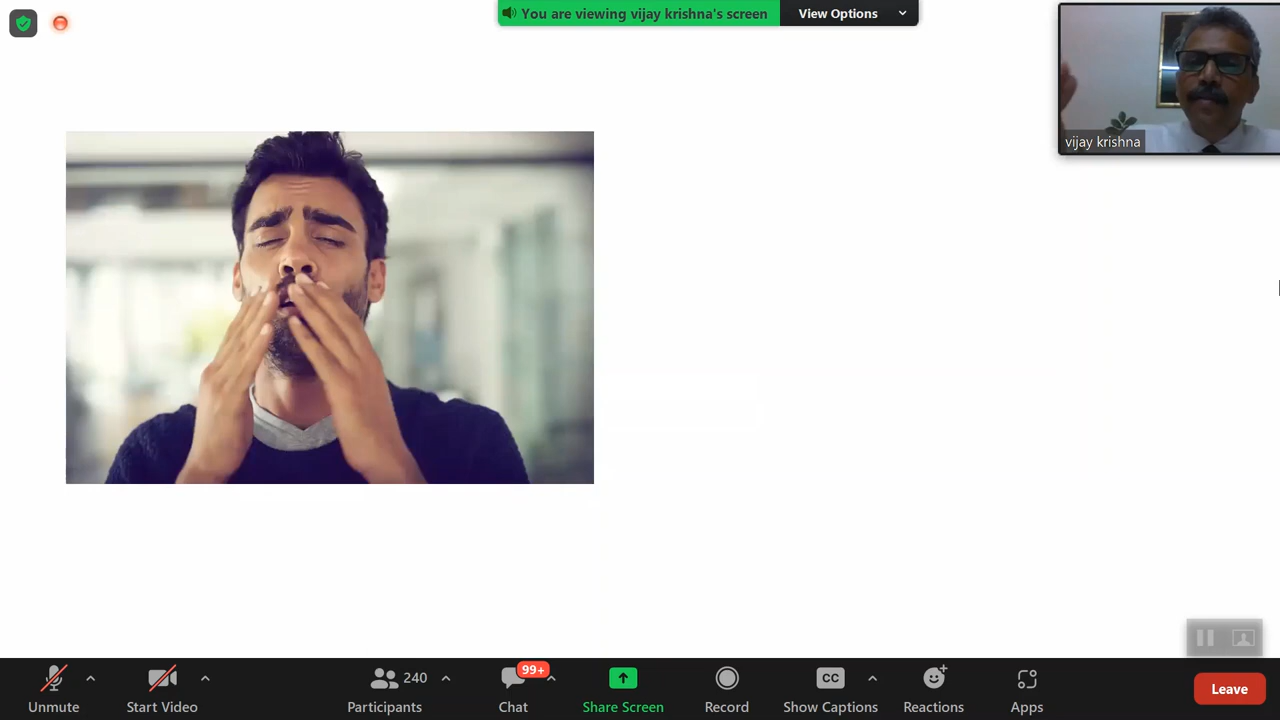 You are viewing vijay krishna's screen
View Options
vijay krishna
240
99+
CC
Unmute
Start Video
Participants
Chat
Share Screen
Record
Show Captions
Reactions
Apps
Leave